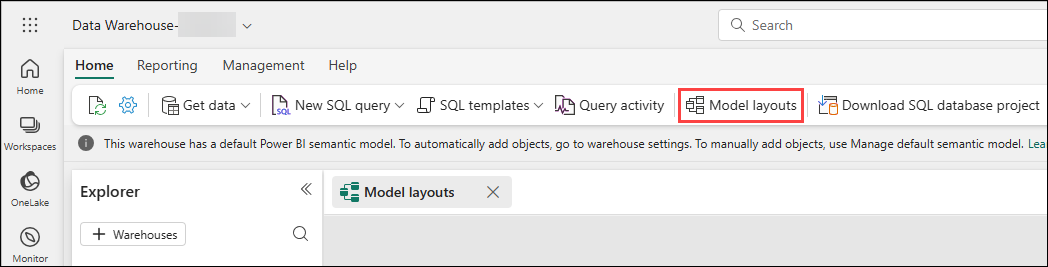 Data Warehouse-
Search
Home Reporting Management Help
Get data New SQL query SQL templates Query activity Model layouts Download SQL database project
This warehouse has a default Power BI semantic model. To automatically add objects, go to warehouse settings. To manually add objects, use Manage default semantic model. Lea
Home
Workspaces
OneLake
Monitor
Explorer
Model layouts
+ Warehouses